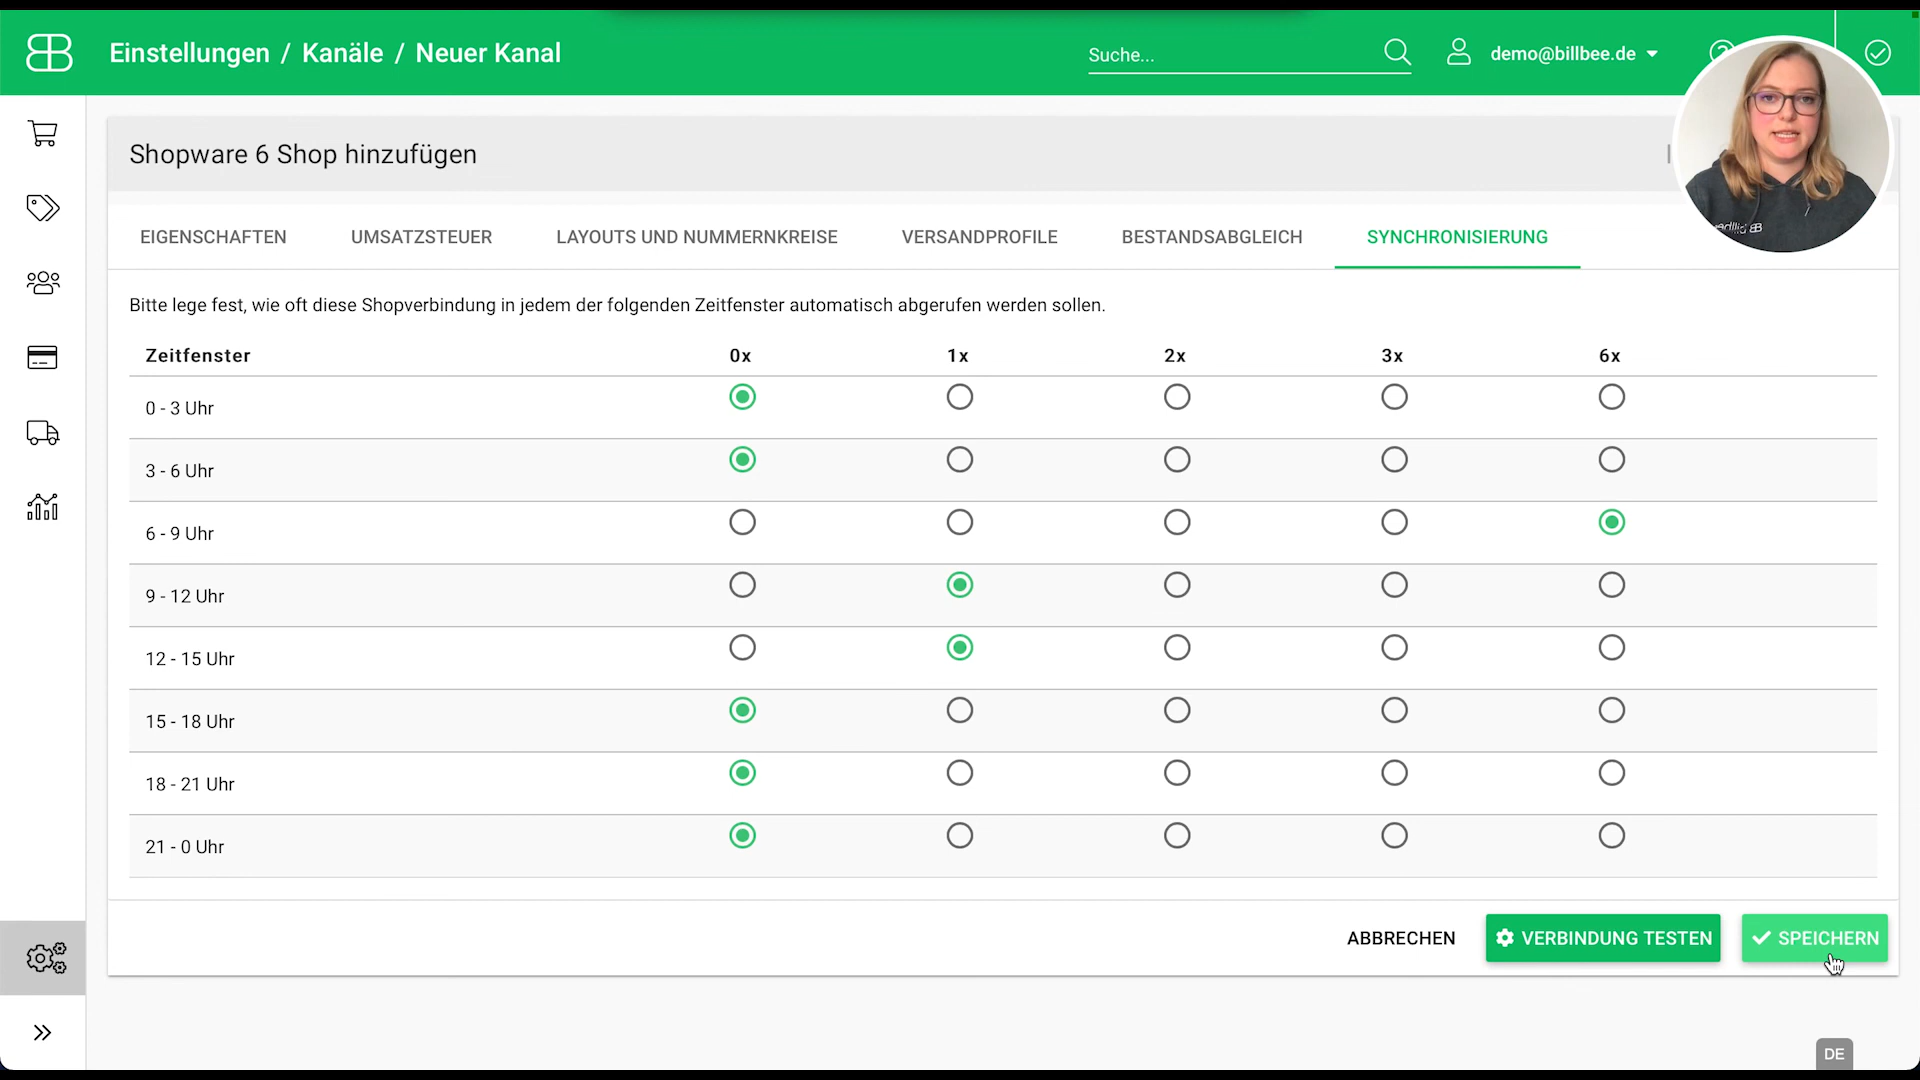 Einstellungen / Kanäle / Neuer Kanal
Suche...
demo@billbee.de
Shopware 6 Shop hinzufügen
EIGENSCHAFTEN
UMSATZSTEUER
LAYOUTS UND NUMMERNKREISE
VERSANDPROFILE
BESTANDSABGLEICH
SYNCHRONISIERUNG
Bitte lege fest, wie oft diese Shopverbindung in jedem der folgenden Zeitfenster automatisch abgerufen werden sollen.
Zeitfenster 0x 1x 2x 3x 6x
0 - 3 Uhr
3 - 6 Uhr
6 - 9 Uhr
9 - 12 Uhr
12 - 15 Uhr
15 - 18 Uhr
18 - 21 Uhr
21 - 0 Uhr
ABBRECHEN
VERBINDUNG TESTEN
SPEICHERN
DE